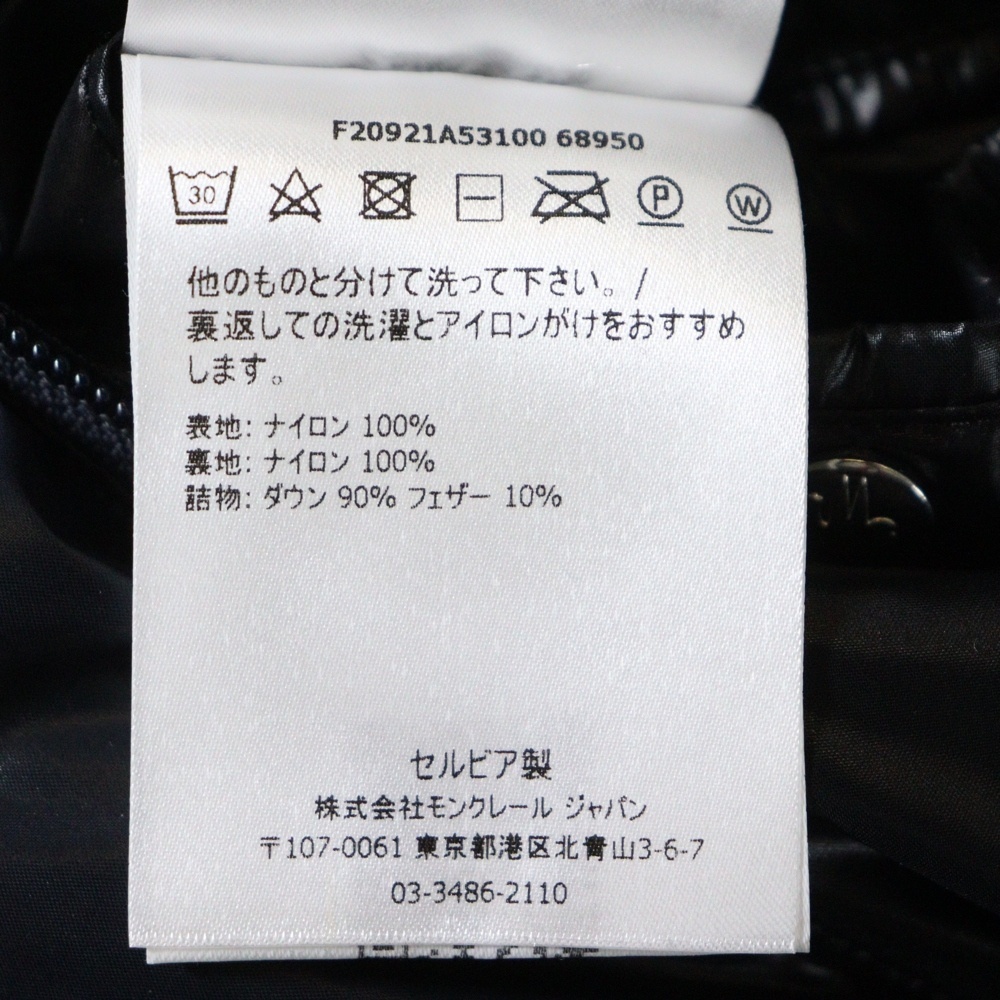 F20921A53100 68950
30 P W
他のものと分けて洗って下さい。/
裏返しての洗濯とアイロンがけをおすすめ
します。
表地: ナイロン 100%
裏地: ナイロン 100%
詰物: ダウン 90% フェザー 10%
セルビア製
株式会社モンクレール ジャパン
〒107-0061 東京都港区北青山3-6-7
03-3486-2110